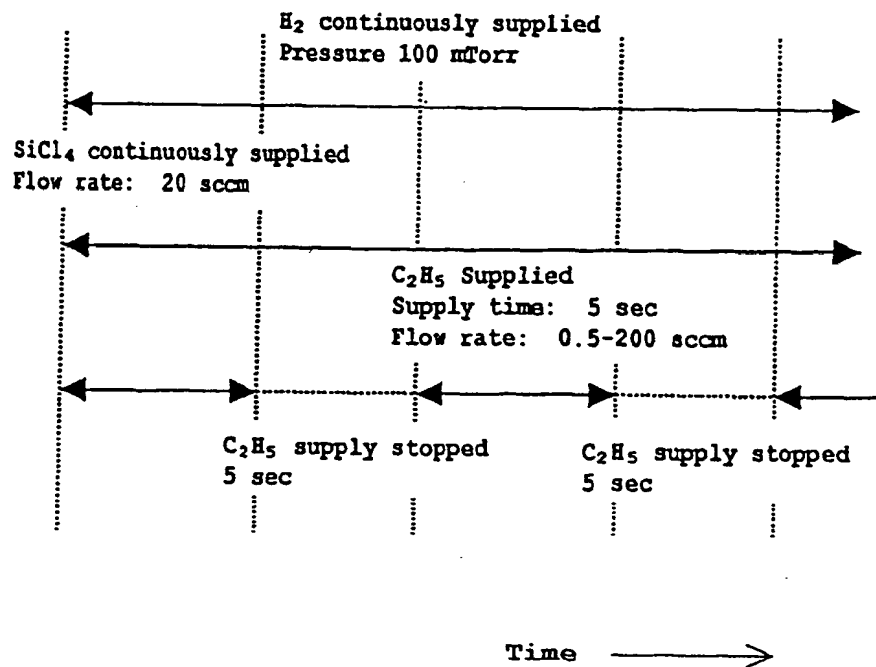 H₂ continuously supplied
Pressure 100 mTorr
SiCl₄ continuously supplied
Flow rate: 20 sccm
C₂H₅ Supplied
Supply time: 5 sec
Flow rate: 0.5-200 sccm
C₂H₅ supply stopped
5 sec
C₂H₅ supply stopped
5 sec
Time